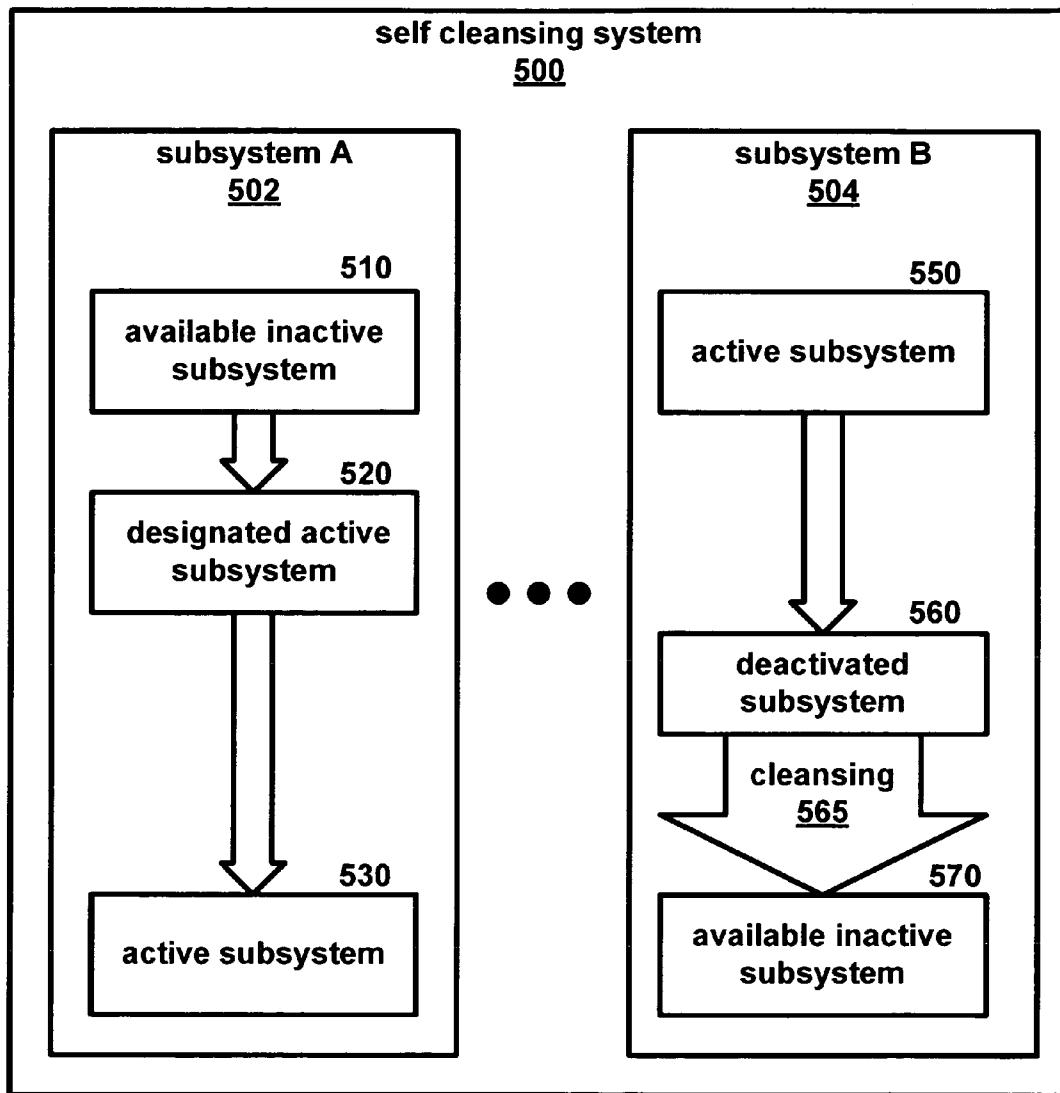 self cleansing system
500
subsystem A
502
510
available inactive
subsystem
520
designated active
subsystem
530
active subsystem
subsystem B
504
550
active subsystem
560
deactivated
subsystem
cleansing
565
570
available inactive
subsystem